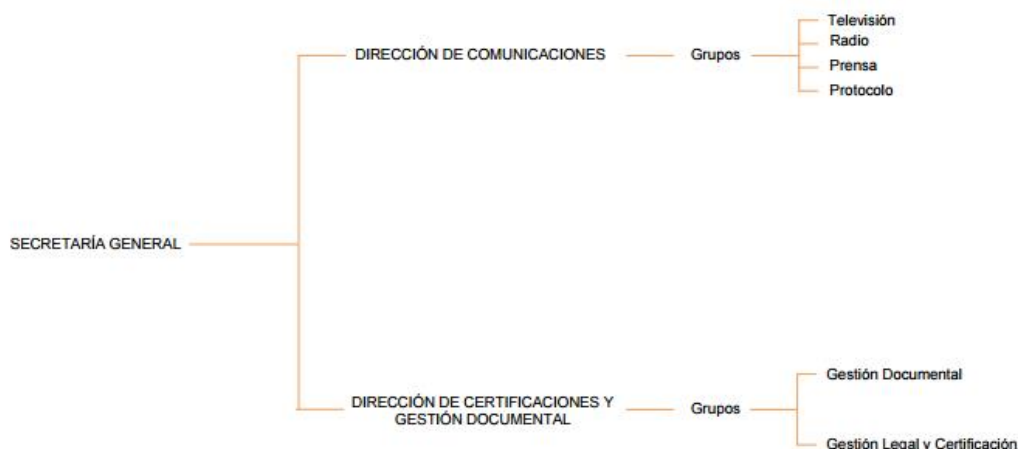 Televisión
Radio
DIRECCIÓN DE COMUNICACIONES
Grupos
Prensa
Protocolo
SECRETARÍA GENERAL
Gestión Documental
DIRECCIÓN DE CERTIFICACIONES Y
GESTIÓN DOCUMENTAL
Grupos
Gestión Legal y Certificación